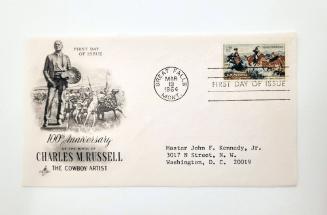 FIRST DAY
OF ISSUE
100th Anniversary
OF THE BIRTH OF
CHARLES M. RUSSELL
THE COWBOY ARTIST
GREAT FALLS
MAR
19
1964
MONT.
FIRST DAY OF ISSUE
Master John F. Kennedy, Jr.
3017 N Street, N. W.
Washington, D. C. 20019